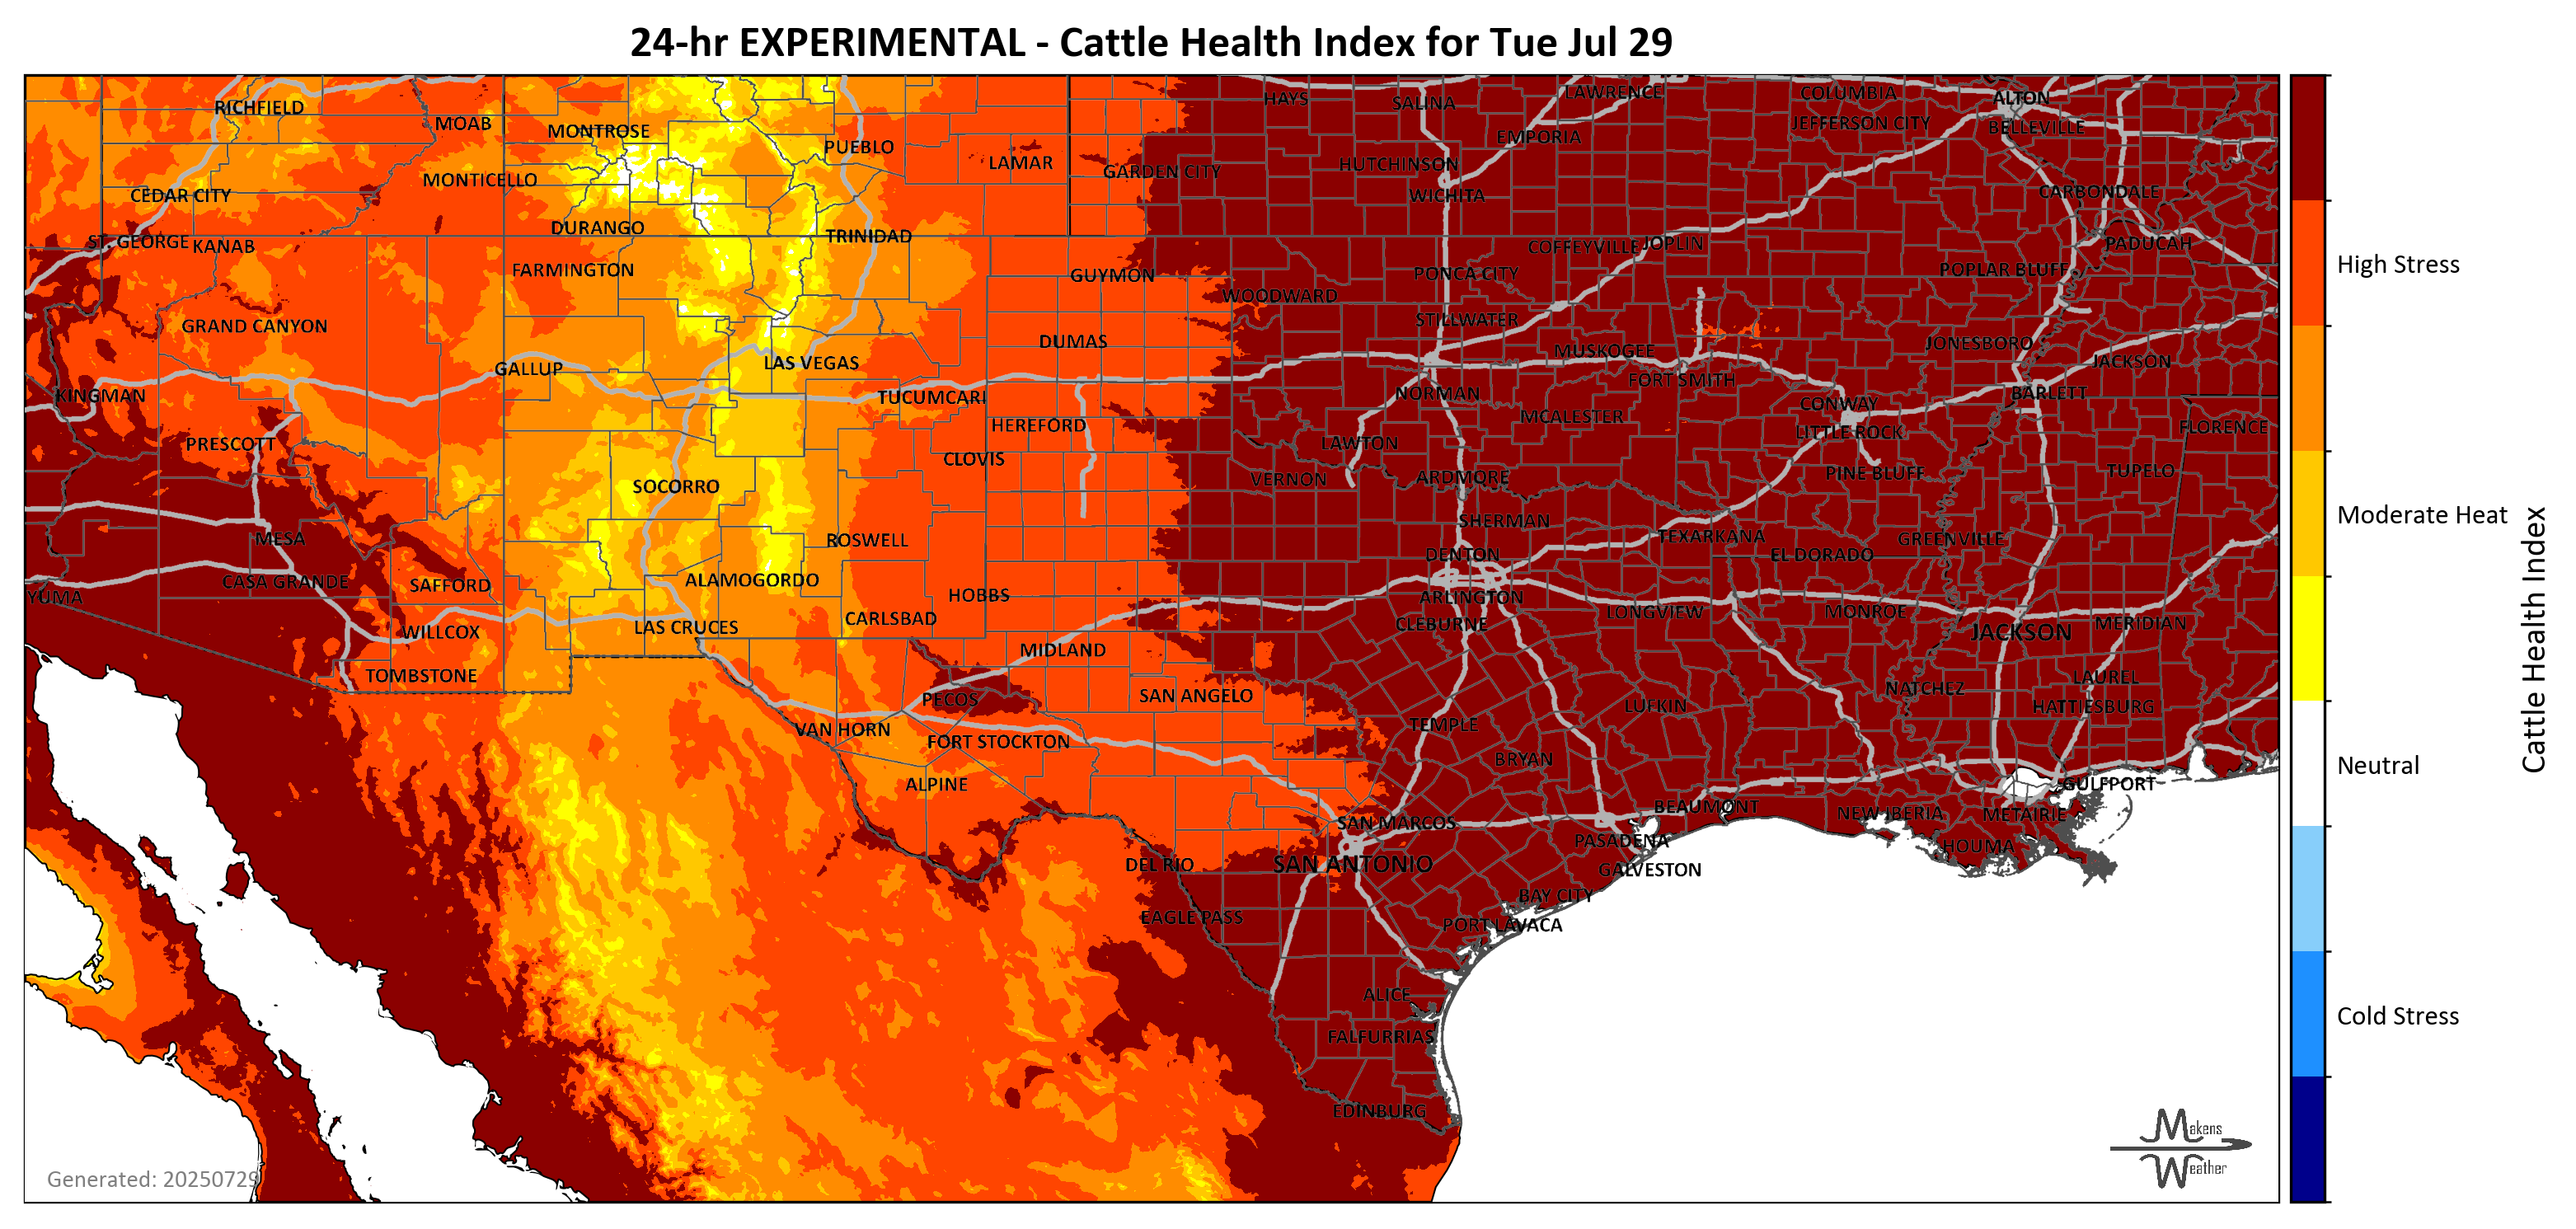 24-hr EXPERIMENTAL - Cattle Health Index for Tue Jul 29
RICHFIELD
MOAB
MONTROSE
PUEBLO
LAMAR
GARDEN CITY
HAYS
SALINA
LAWRENCE
EMPORIA
COLUMBIA
JEFFERSON CITY
ALTON
BELLEVILLE
CEDAR CITY
MONTICELLO
HUTCHINSON
WICHITA
CARBONDALE
ST. GEORGE
KANAB
DURANGO
TRINIDAD
COFFEYVILLE
JOPLIN
PADUCAH
FARMINGTON
GUYMON
WOODWARD
PONCA CITY
POPLAR BLUFF
High Stress
GRAND CANYON
DUMAS
STILLWATER
MUSKOGEE
JONESBORO
JACKSON
GALLUP
LAS VEGAS
FORT SMITH
KINGMAN
TUCUMCARI
NORMAN
MCALESTER
CONWAY
BARLETT
PRESCOTT
HEREFORD
LAWTON
LITTLE ROCK
FLORENCE
CLOVIS
SOCORRO
VERNON
ARDMORE
PINE BLUFF
TUPELO
Moderate Heat
MESA
ROSWELL
SHERMAN
DENTON
TEXARKANA
EL DORADO
GREENVILLE
YUMA
CASA GRANDE
SAFFORD
ALAMOGORDO
HOBBS
ARLINGTON
LONGVIEW
MONROE
WILLCOX
LAS CRUCES
CARLSBAD
CLEBURNE
JACKSON
MERIDIAN
TOMBSTONE
MIDLAND
PECOS
SAN ANGELO
LUFKIN
NATCHEZ
LAUREL
HATTIESBURG
VAN HORN
FORT STOCKTON
TEMPLE
BRYAN
Neutral
Cattle Health Index
ALPINE
SAN MARCOS
BEAUMONT
NEW IBERIA
METAIRIE
GULFPORT
DEL RIO
SAN ANTONIO
PASADENA
GALVESTON
HOUMA
EAGLE PASS
BAY CITY
PORT LAVACA
ALICE
FALFURRIAS
Cold Stress
EDINBURG
Makens
Weather
Generated: 20250729